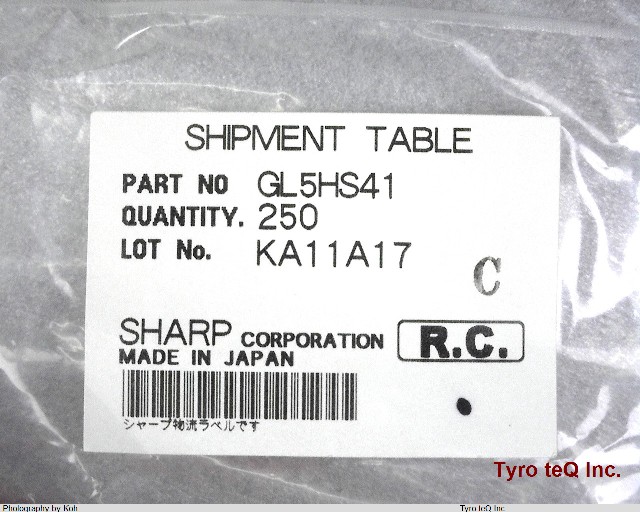 SHIPMENT TABLE
PART NO GL5HS41
QUANTITY. 250
LOT No. KA11A17
C
SHARP CORPORATION R.C.
MADE IN JAPAN
シャープ物流ラベルです
Tyro teQ Inc.
Photography by Koh Tyro teQ Inc